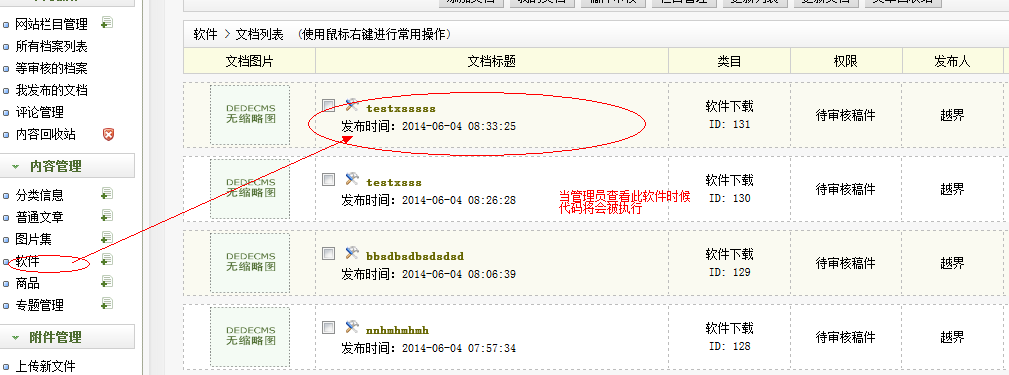 网站栏目管理
所有档案列表
等审核的档案
我发布的文档
评论管理
内容回收站
内容管理
分类信息
普通文章
图片集
软件
商品
专题管理
附件管理
上传新文件
软件 > 文档列表 (使用鼠标右键进行常用操作)
文档图片 文档标题 类目 权限 发布人
DEDECMS
无缩略图
testxsssss
发布时间：2014-06-04 08:33:25
软件下载
ID: 131
待审核稿件
越界
DEDECMS
无缩略图
testxsss
发布时间：2014-06-04 08:26:28
当管理员查看此软件时候
代码将会被执行
软件下载
ID: 130
待审核稿件
越界
DEDECMS
无缩略图
bbsdbsdbsdsdsd
发布时间：2014-06-04 08:06:39
软件下载
ID: 129
待审核稿件
越界
DEDECMS
无缩略图
nnhmhmhmh
发布时间：2014-06-04 07:57:34
软件下载
ID: 128
待审核稿件
越界